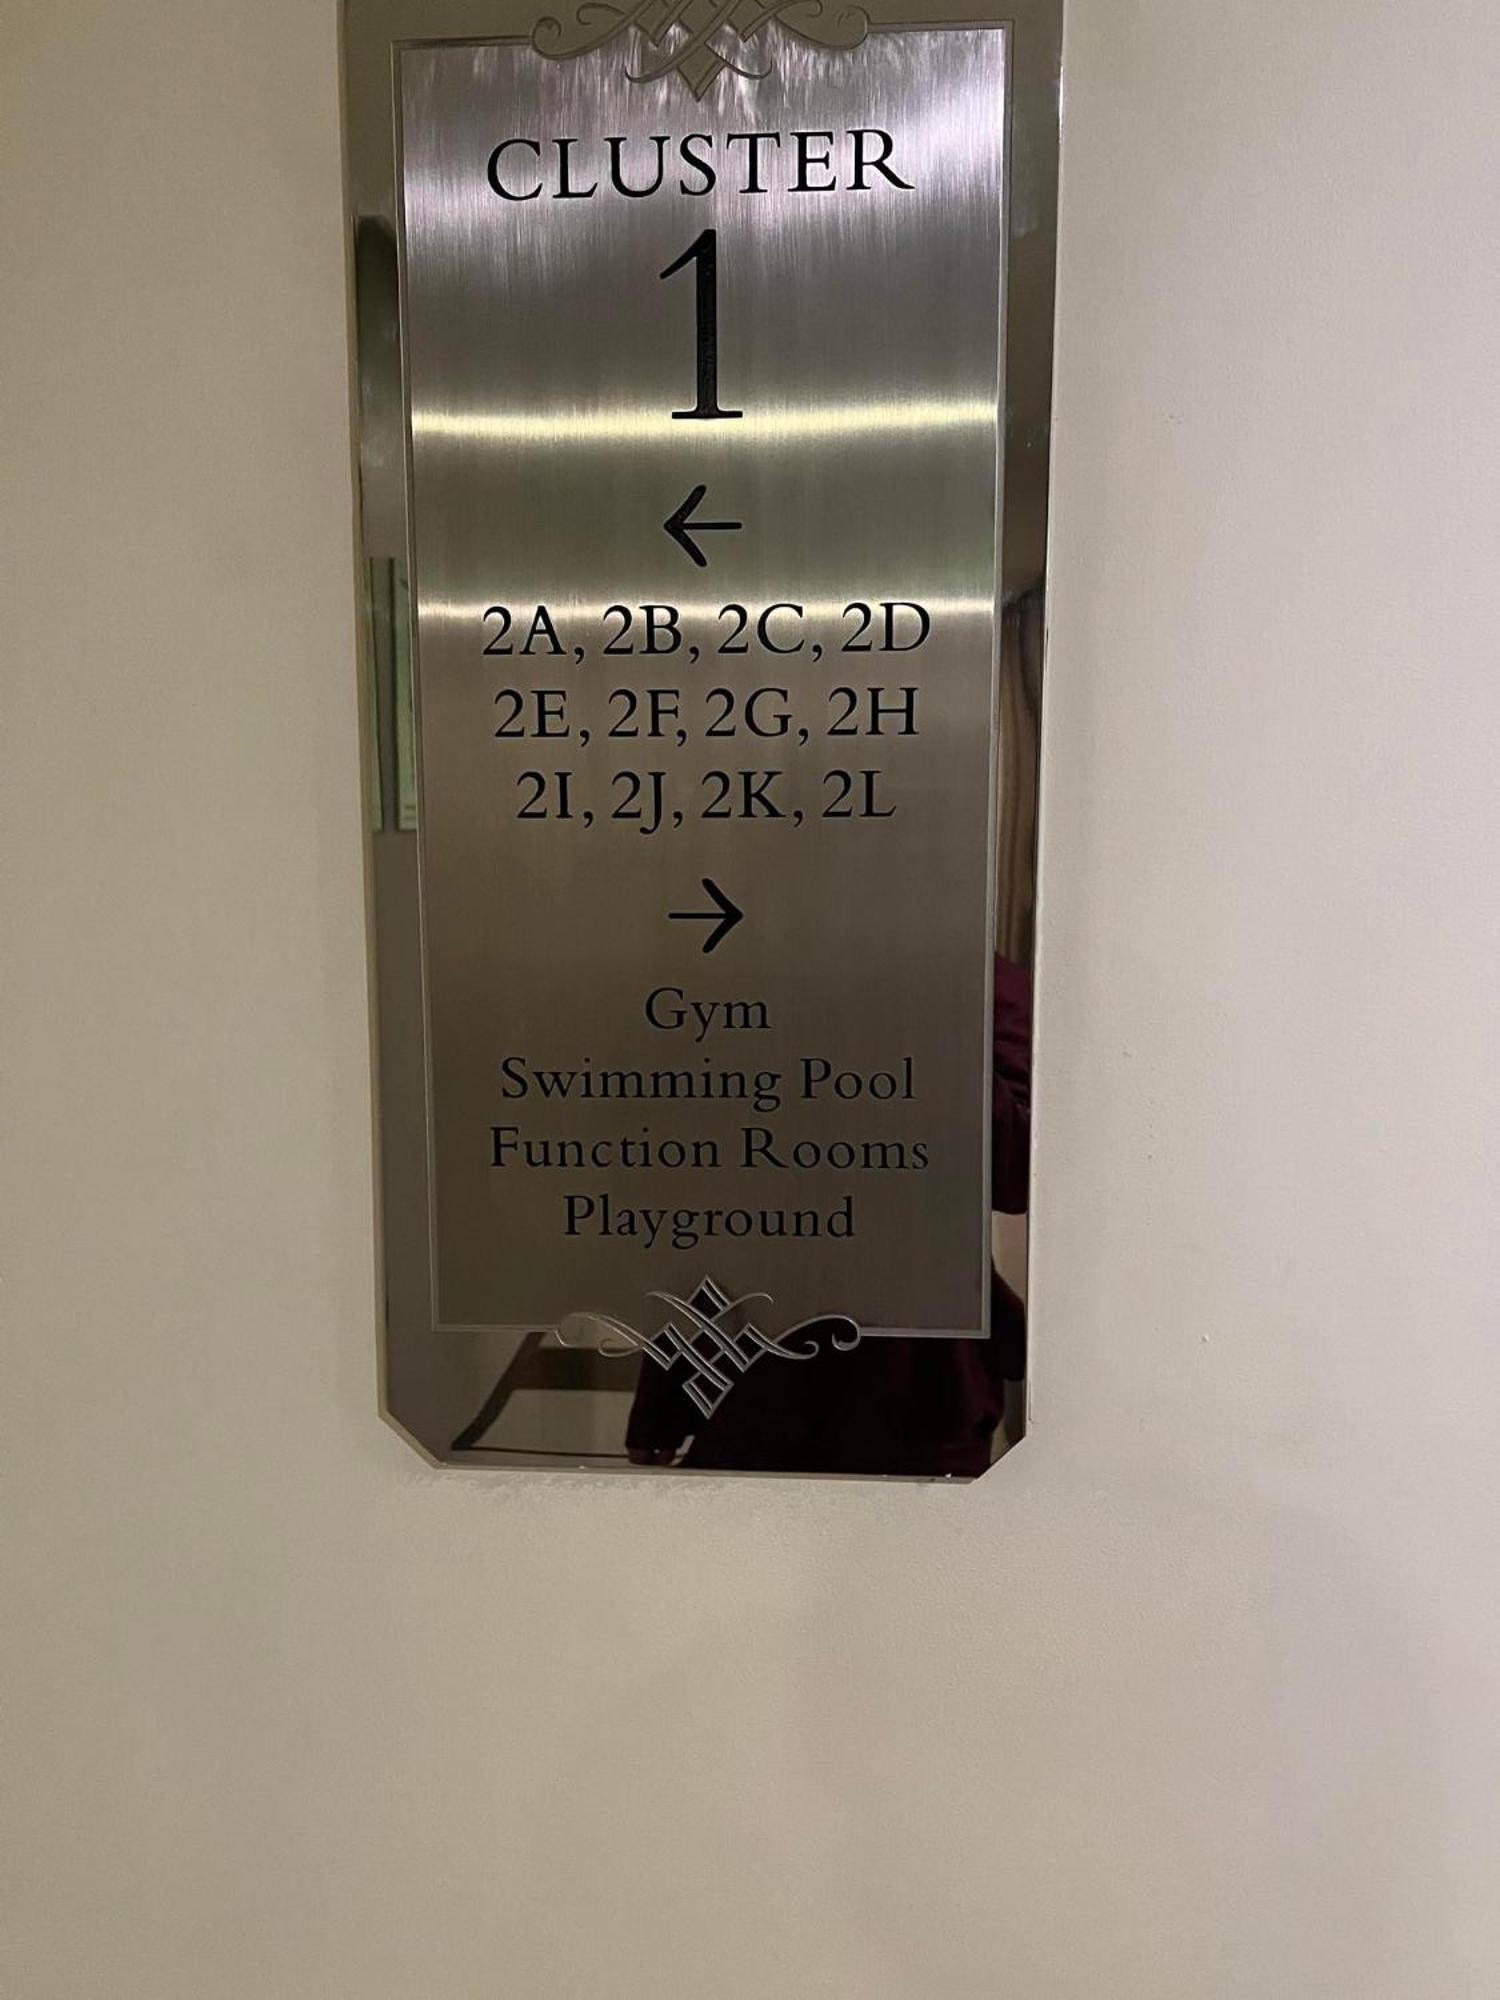 CLUSTER
1
←
2A, 2B, 2C, 2D
2E, 2F, 2G, 2H
2I, 2J, 2K, 2L
→
Gym
Swimming Pool
Function Rooms
Playground